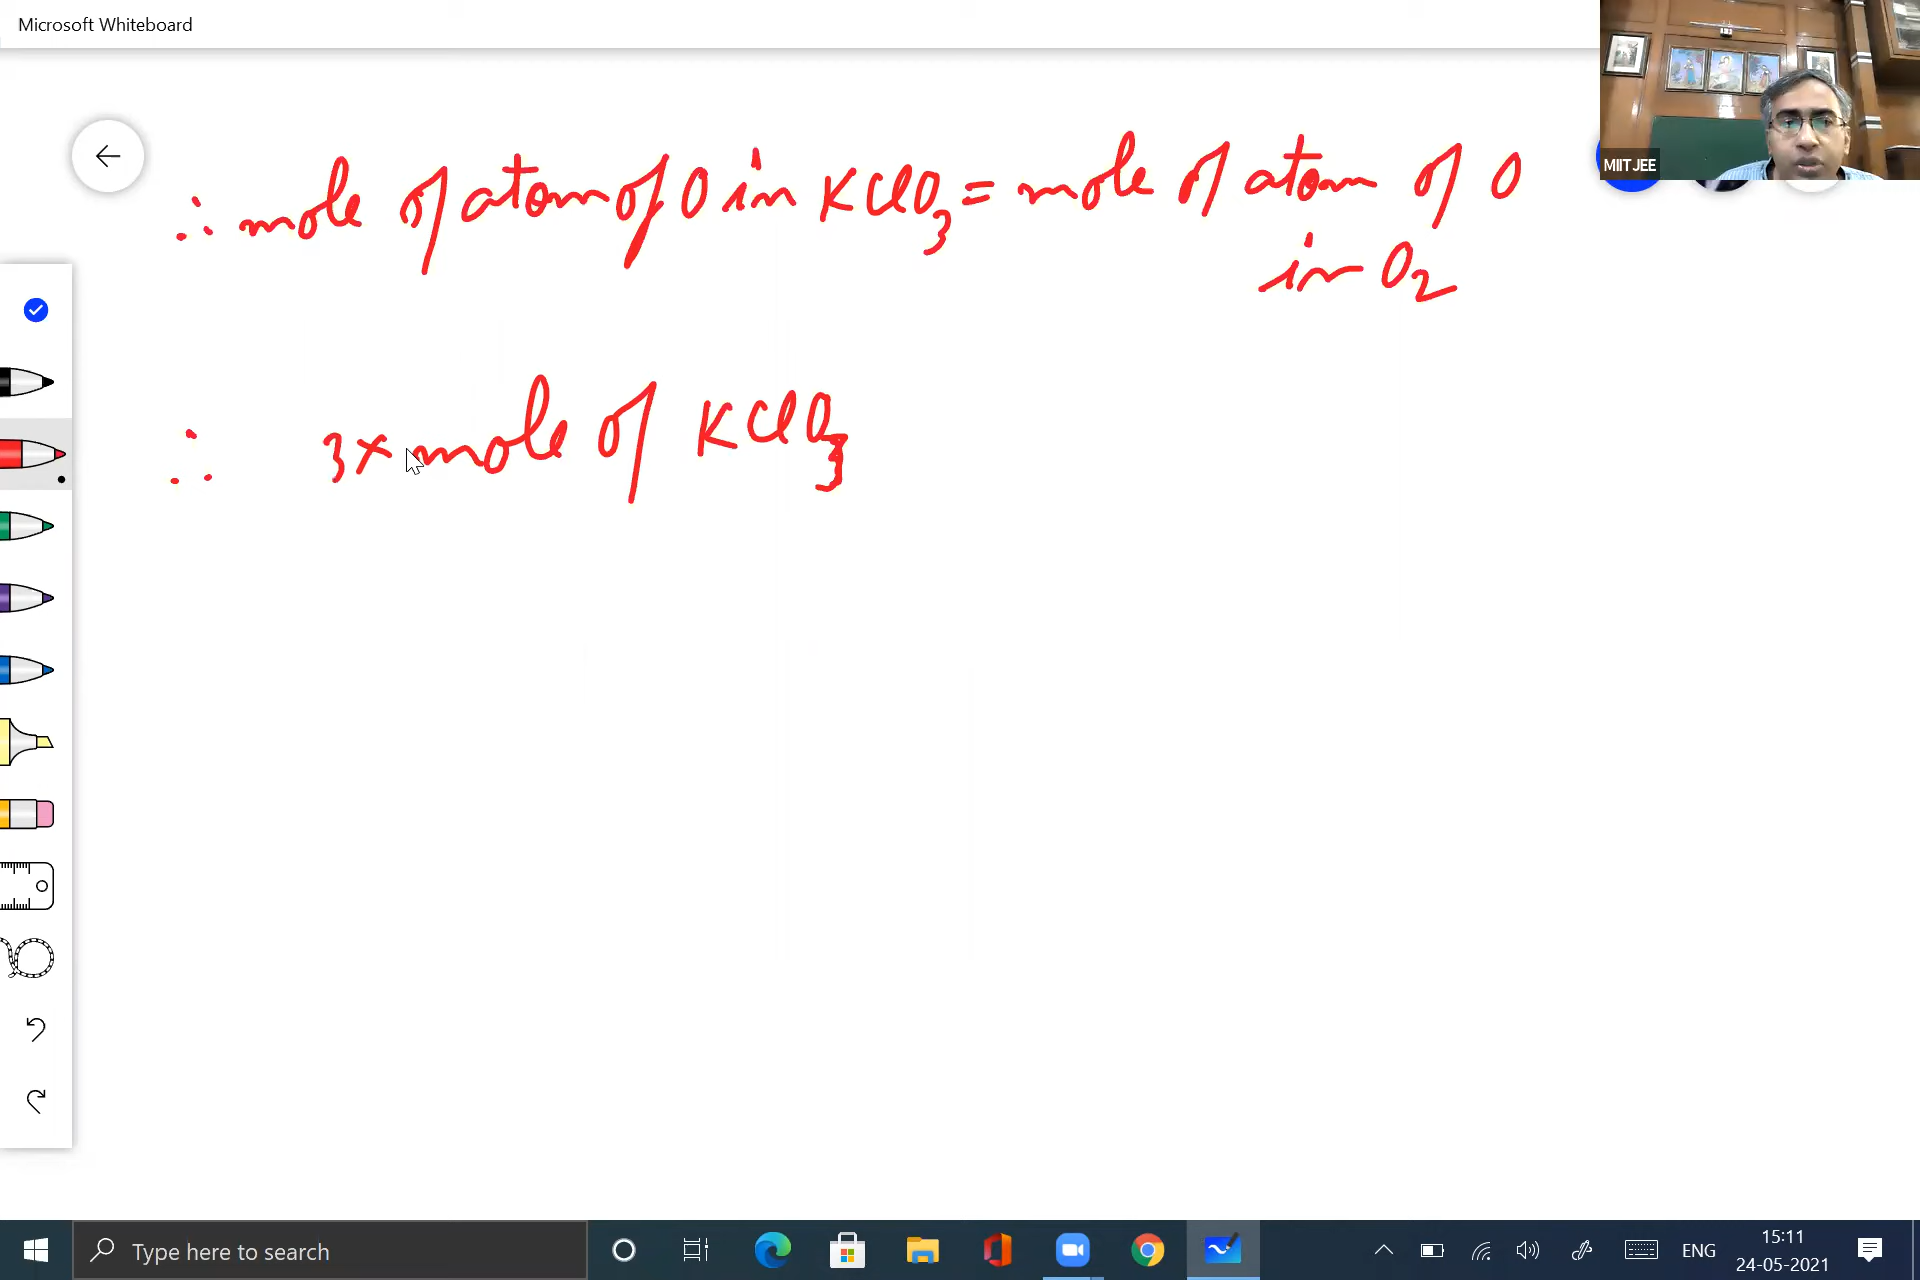 Microsoft Whiteboard
MIIT JEE
∴ mole of atom of O in KClO₃ = mole of atom of O
in O₂
∴ 3 × mole of KClO₃
Type here to search
ENG
15:11
24-05-2021